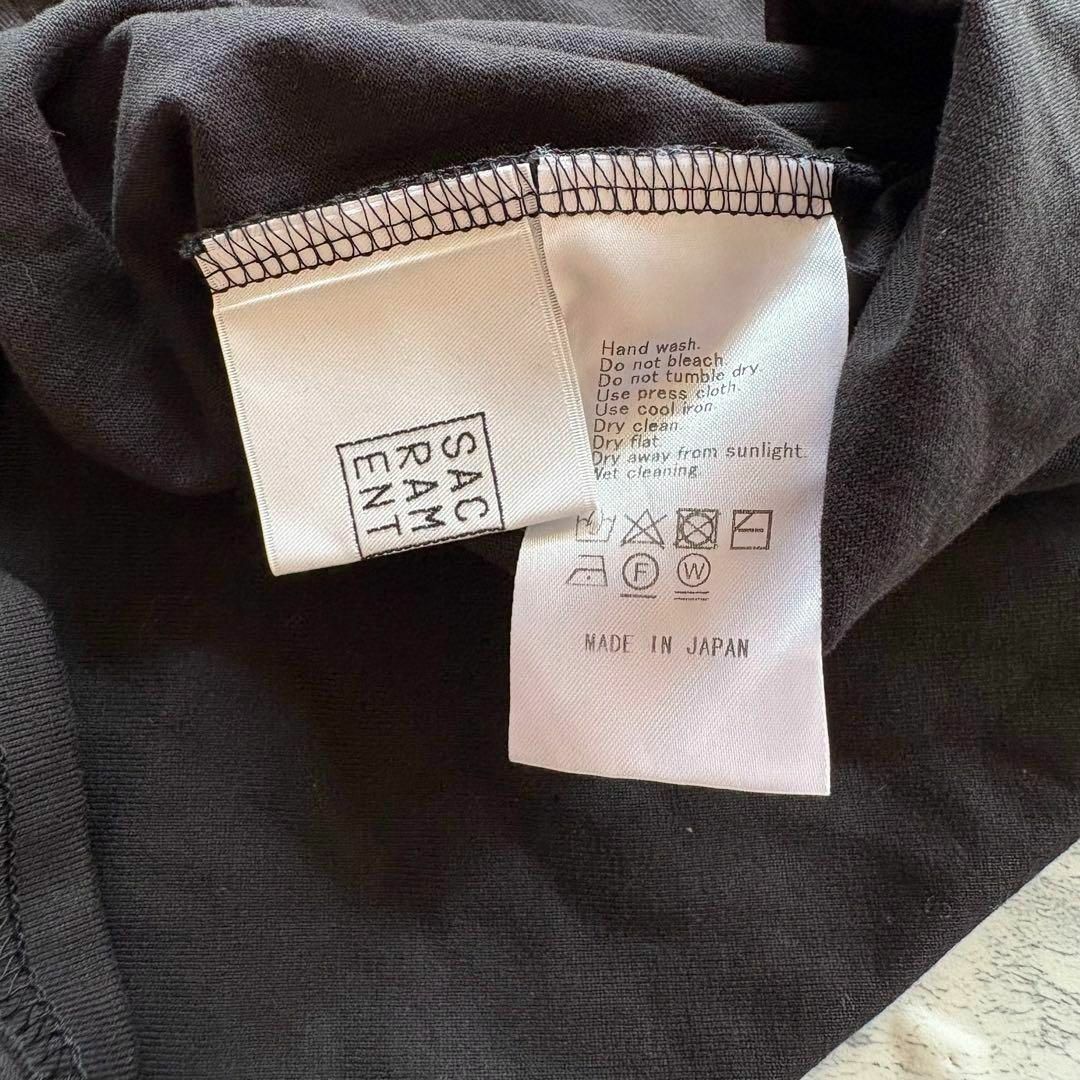 SAC
RAM
ENT
Hand wash.
Do not bleach.
Do not tumble dry.
Use press cloth.
Use cool iron.
Dry clean.
Dry flat.
Dry away from sunlight.
Wet cleaning.
F W
MADE IN JAPAN